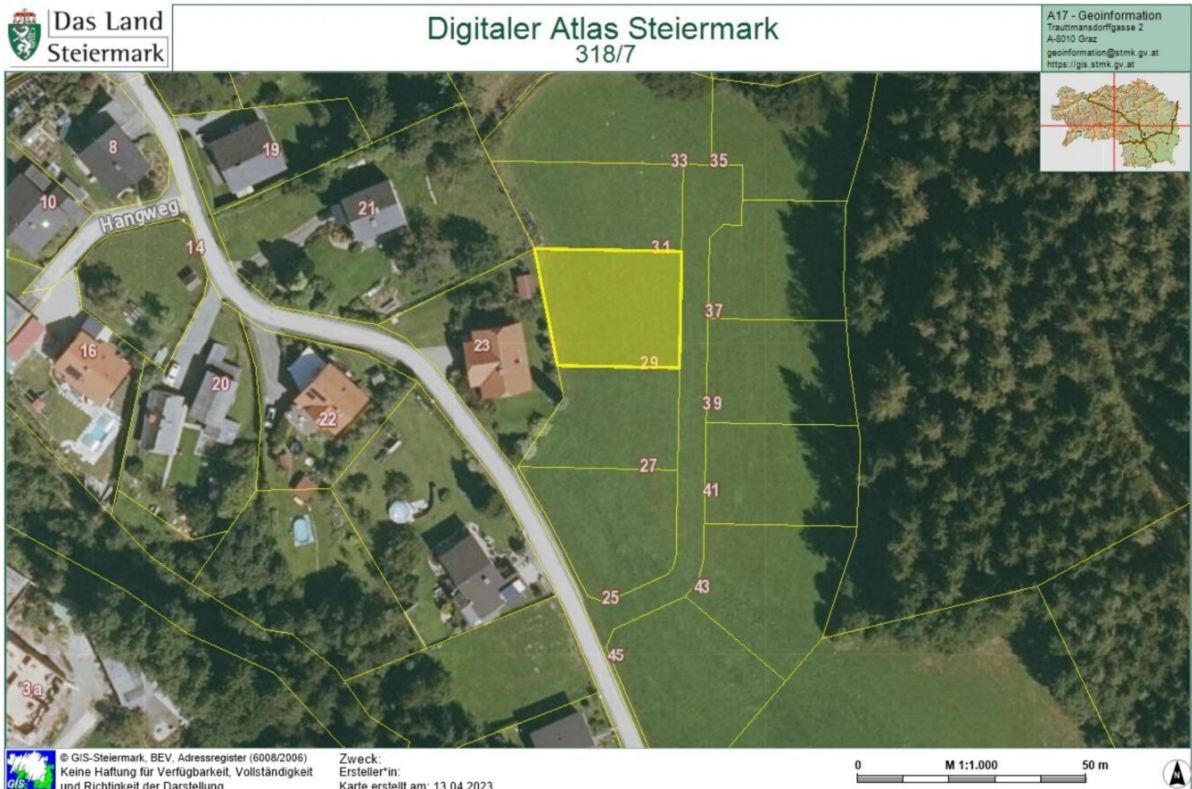 Das Land
Steiermark
Digitaler Atlas Steiermark
318/7
A17 - Geoinformation
Trauttmansdorffgasse 2
A-8010 Graz
geoinformation@stmk.gv.at
https://gis.stmk.gv.at
8
19
33
35
10
21
Hangweg
14
31
37
23
16
29
20
39
22
27
41
43
25
45
3a
GIS
© GIS-Steiermark, BEV, Adressregister (6008/2006)
Keine Haftung für Verfügbarkeit, Vollständigkeit
und Richtigkeit der Darstellung
Zweck:
Ersteller*in:
Karte erstellt am: 13.04.2023
0 M 1:1.000 50 m
N